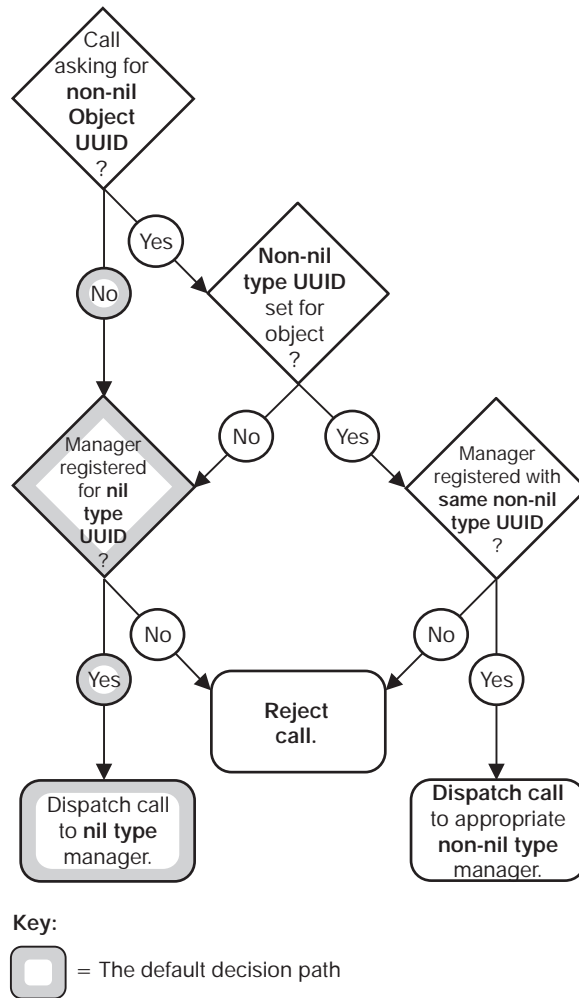 Call
asking for
non-nil
Object
UUID
?
Yes
No
Non-nil
type UUID
set for
object
?
No
Yes
Manager
registered
for nil
type
UUID
?
Manager
registered with
same non-nil
type UUID
?
No
No
Yes
Yes
Reject
call.
Dispatch call
to nil type
manager.
Dispatch call
to appropriate
non-nil type
manager.
Key:
= The default decision path